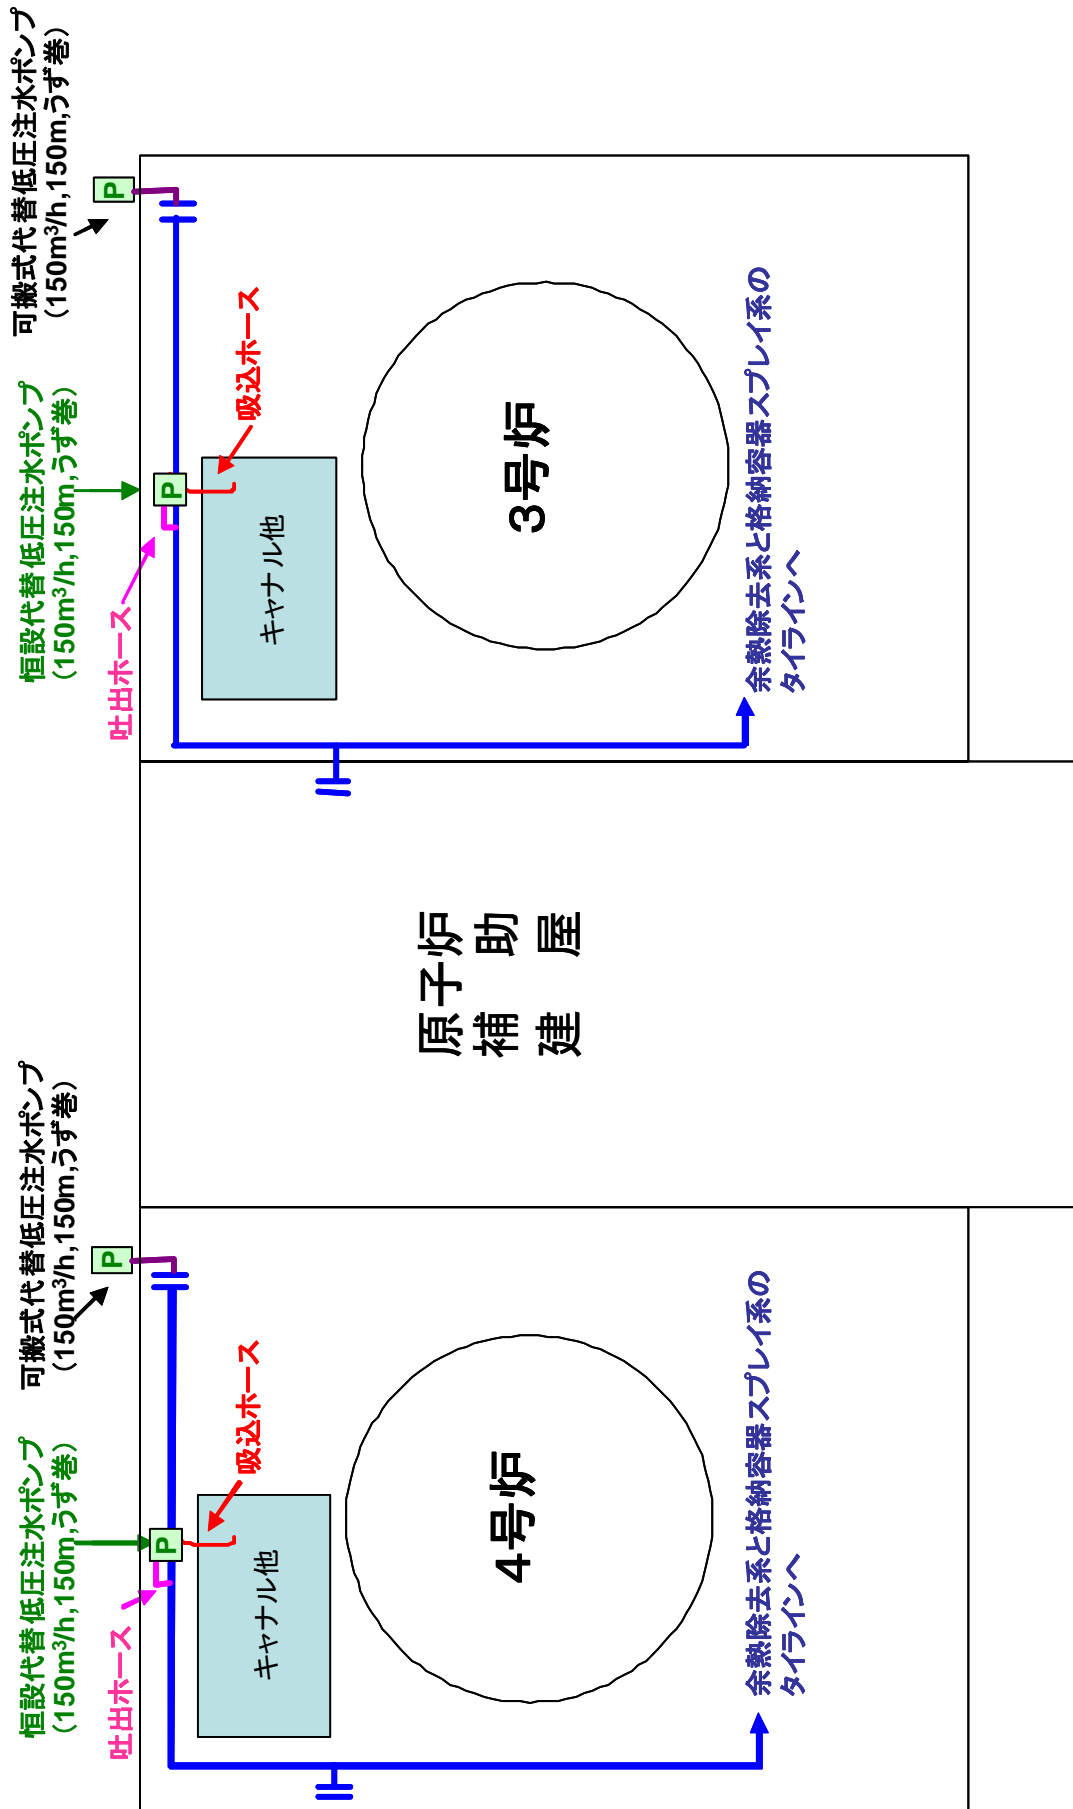 恒設代替低圧注水ポンプ
（150m³/h,150m,うず巻）
可搬式代替低圧注水ポンプ
（150m³/h,150m,うず巻）
吐出ホース
P
P
吸込ホース
キャナル他
4号炉
余熱除去系と格納容器スプレイ系の
タイラインへ
原子炉
補助
建屋
恒設代替低圧注水ポンプ
（150m³/h,150m,うず巻）
可搬式代替低圧注水ポンプ
（150m³/h,150m,うず巻）
吐出ホース
P
P
吸込ホース
キャナル他
3号炉
余熱除去系と格納容器スプレイ系の
タイラインへ